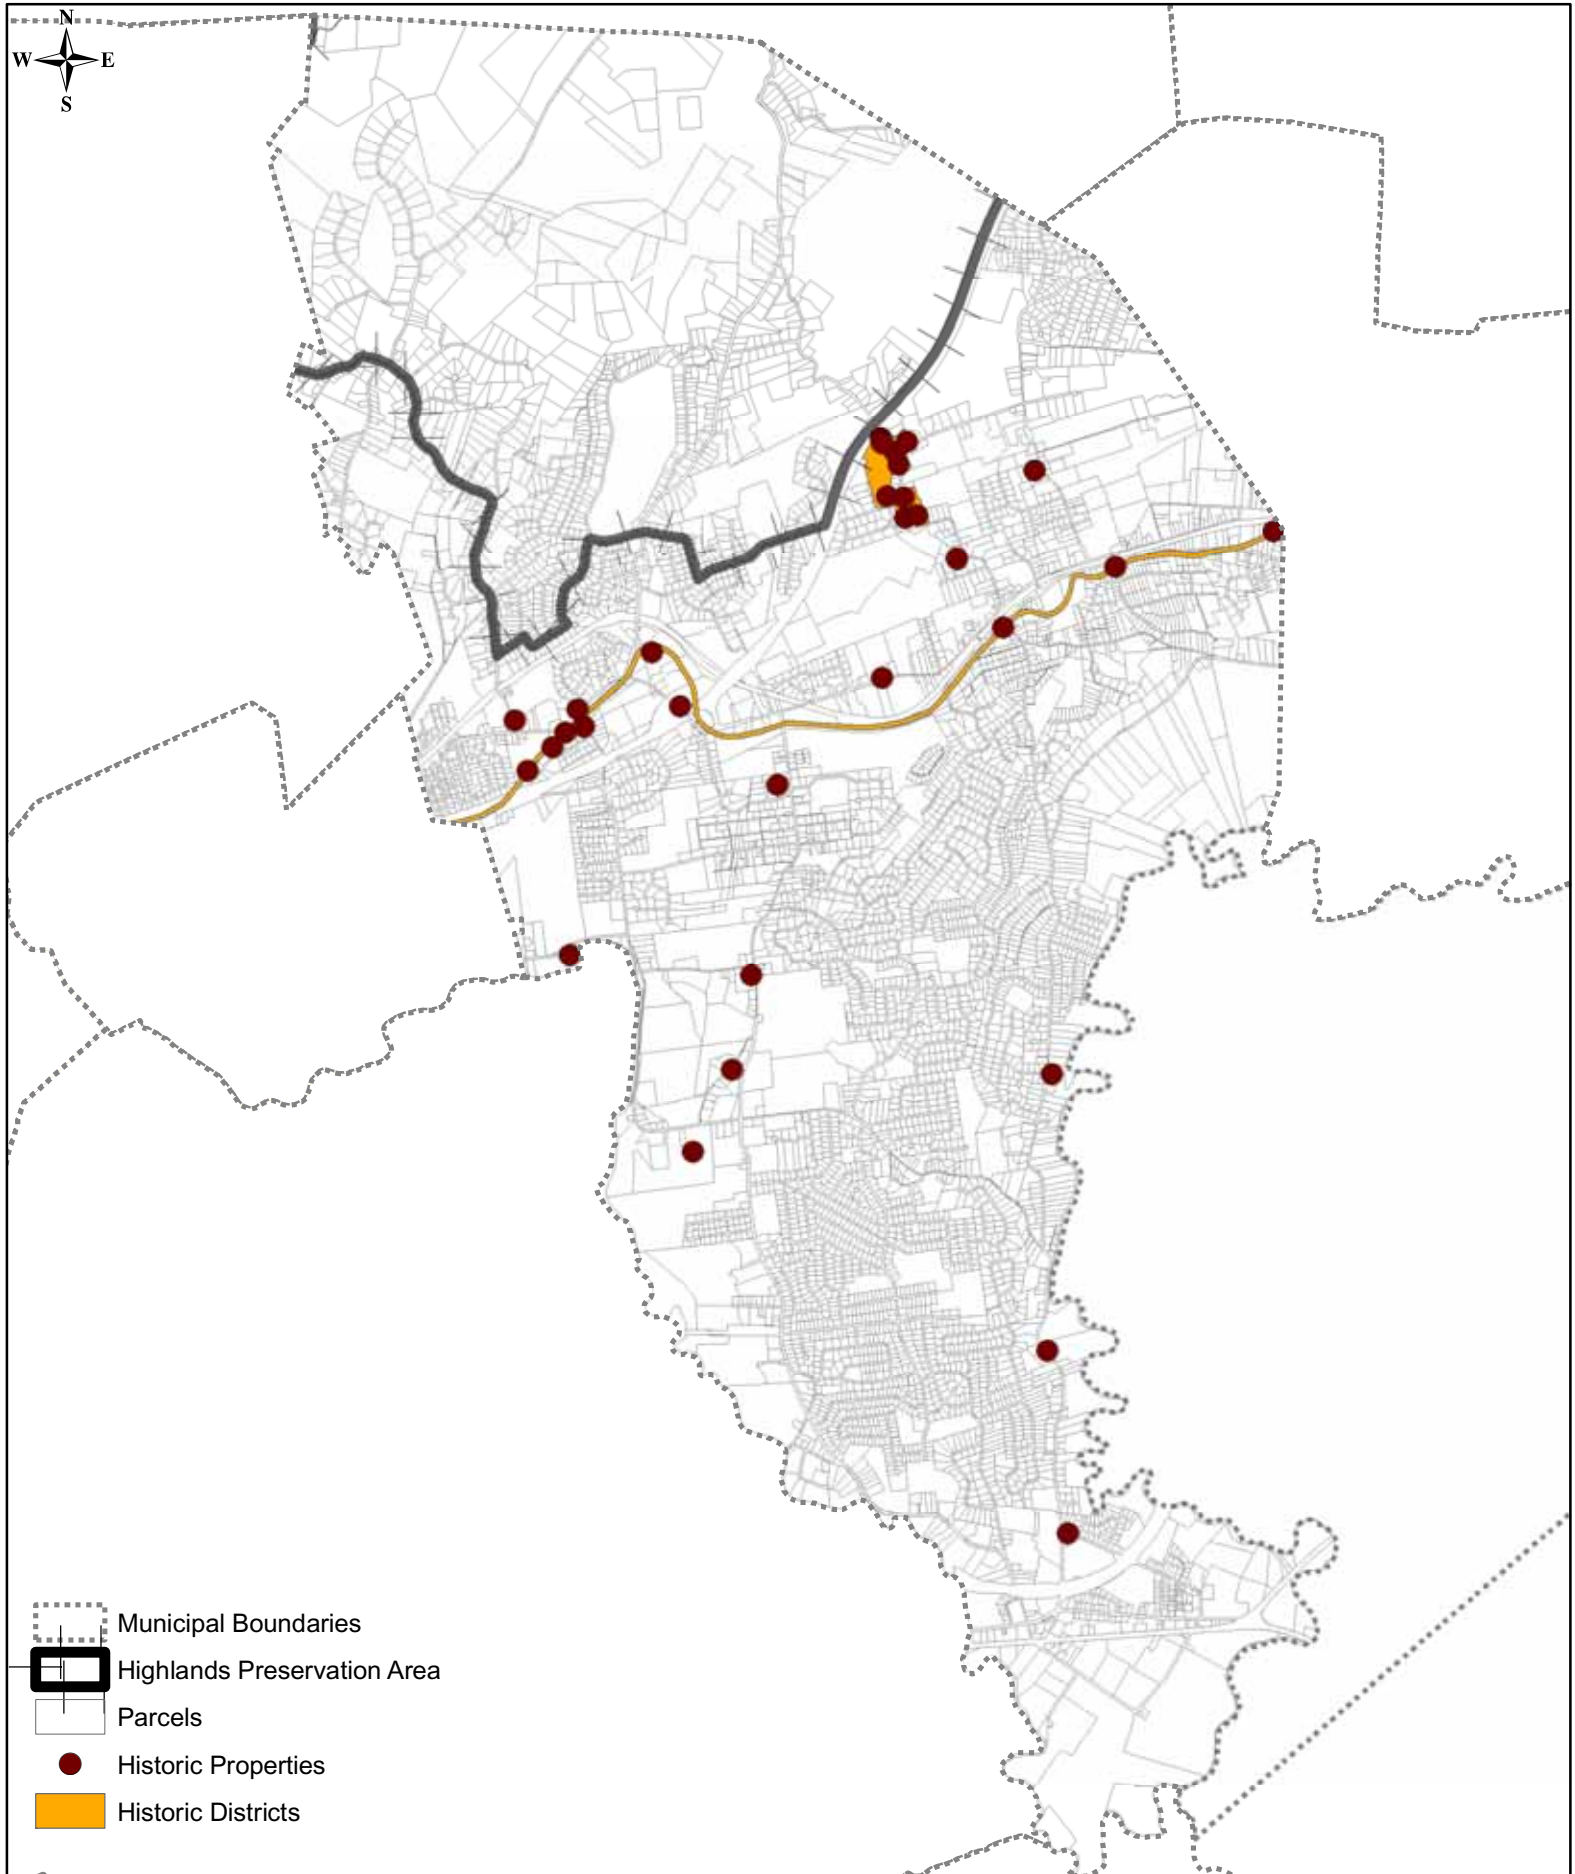 N
W E
S
Municipal Boundaries
Highlands Preservation Area
Parcels
Historic Properties
Historic Districts